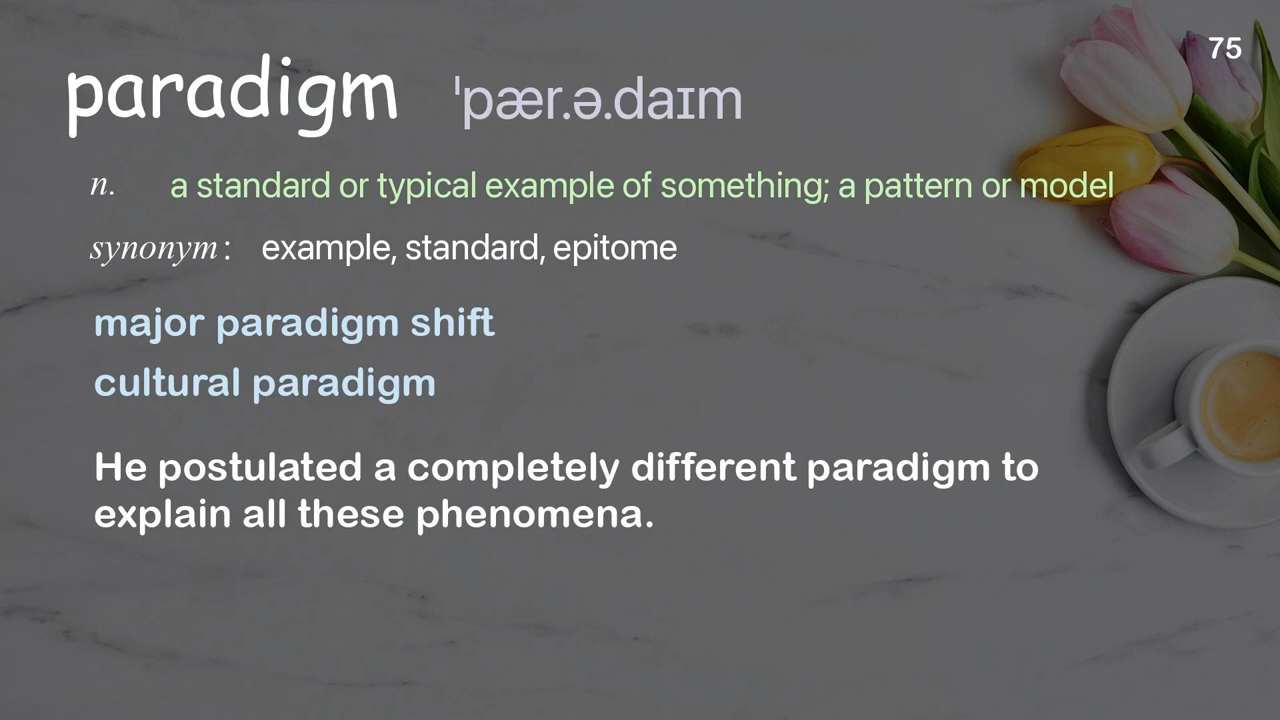 75
paradigm ˈpær.ə.daɪm
n. a standard or typical example of something; a pattern or model
synonym: example, standard, epitome
major paradigm shift
cultural paradigm
He postulated a completely different paradigm to
explain all these phenomena.